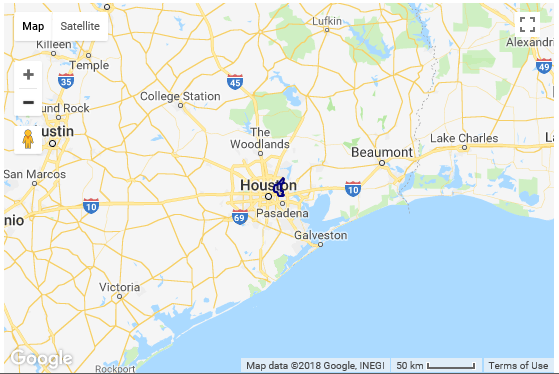 Map Satellite
Lufkin
Killeen
Alexandri
Temple
35
45
49
College Station
und Rock
ustin
The
Woodlands
Lake Charles
La
Beaumont
San Marcos
Houston
10
10
nio
69
Pasadena
Galveston
Victoria
Google
Rockport
Map data ©2018 Google, INEGI 50 km Terms of Use